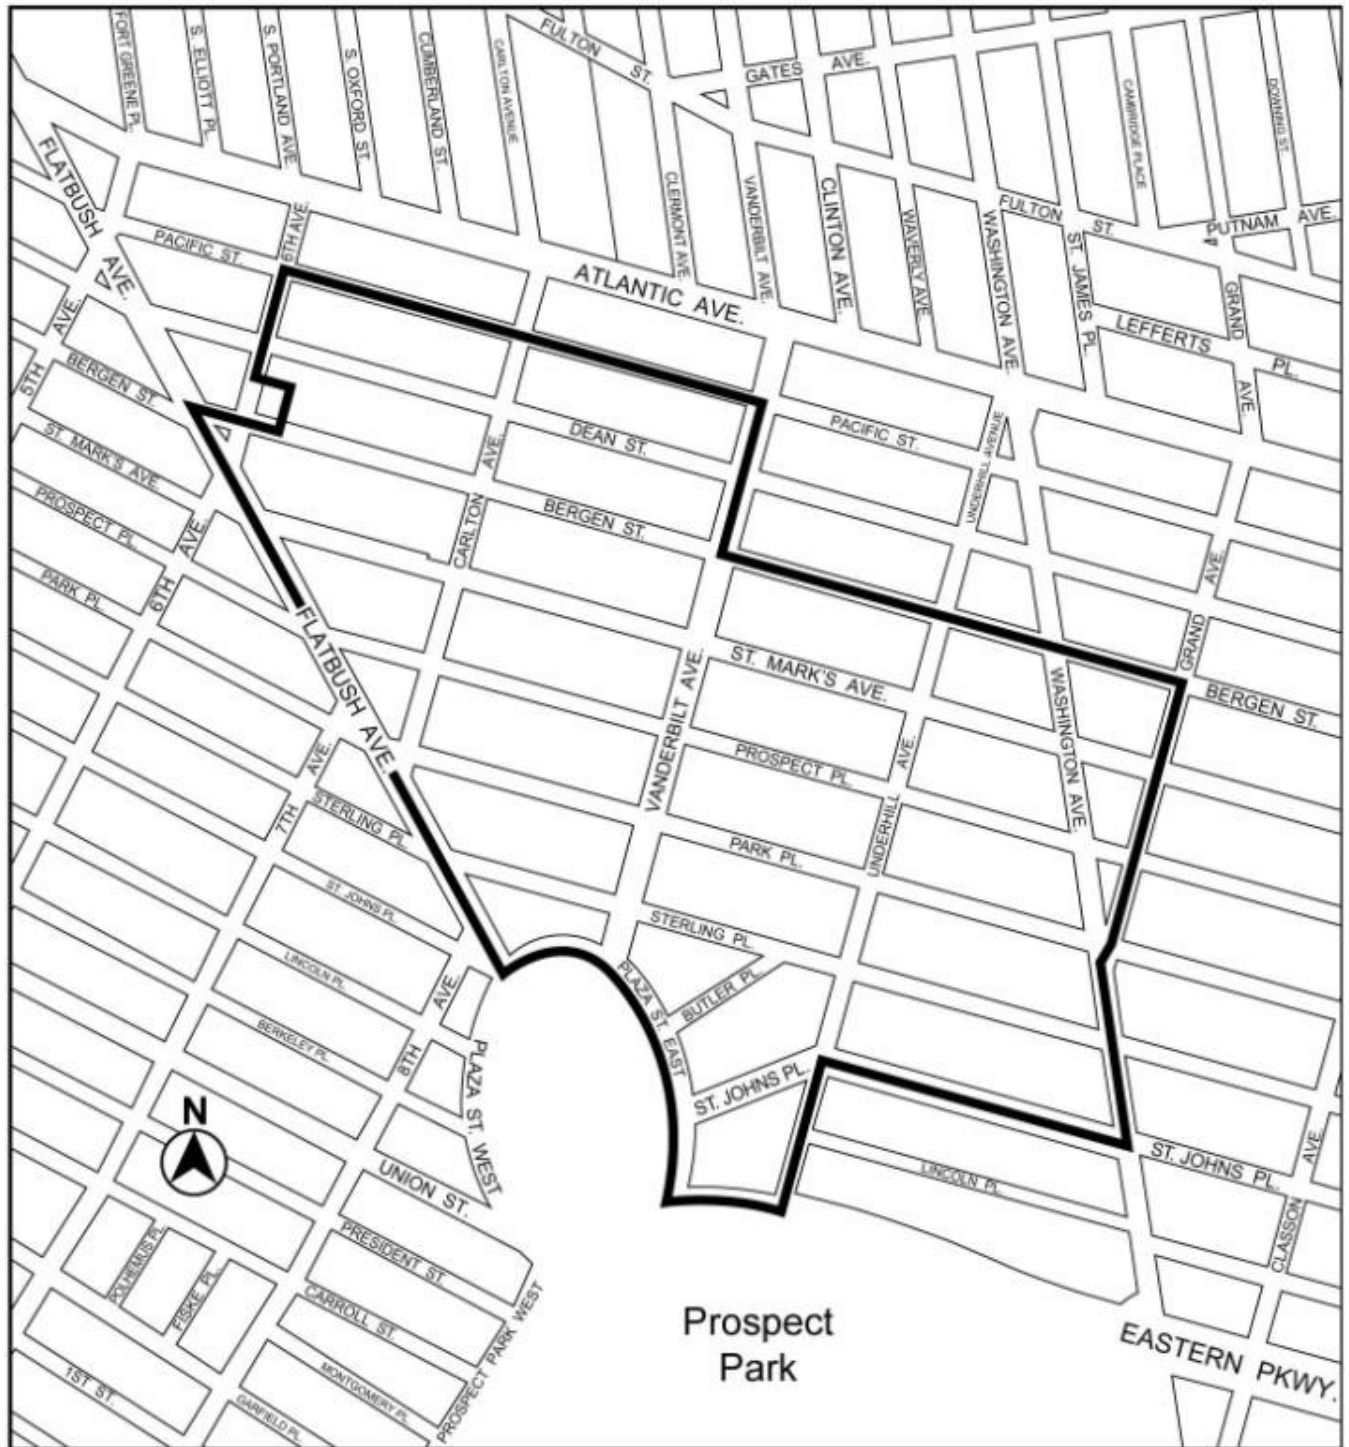 FORT GREENE PL.
S. ELLIOTT PL.
S. PORTLAND AVE.
S. OXFORD ST.
CUMBERLAND ST.
CARLTON AVENUE
FULTON ST.
GATES AVE.
CAMBRIDGE PLACE
DOWNING ST.
FLATBUSH AVE.
6TH AVE.
PACIFIC ST
CLERMONT AVE.
VANDERBILT AVE.
CLINTON AVE.
WAVERLY AVE.
WASHINGTON AVE.
FULTON ST.
ST. JAMES PL.
PUTNAM AVE.
GRAND AVE.
LEFFERTS PL.
ATLANTIC AVE.
5TH AVE.
BERGEN ST.
ST. MARK'S AVE.
PROSPECT PL.
PARK PL.
6TH AVE.
CARLTON AVE.
DEAN ST.
BERGEN ST.
PACIFIC ST.
UNDERHILL AVENUE
GRAND AVE.
BERGEN ST.
FLATBUSH AVE.
VANDERBILT AVE.
ST. MARK'S AVE.
PROSPECT PL.
PARK PL.
UNDERHILL AVE.
WASHINGTON AVE.
7TH AVE.
STERLING PL.
ST. JOHNS PL.
LINCOLN PL.
BERKELEY PL.
8TH AVE.
STERLING PL.
BUTLER PL.
PLAZA ST. EAST
ST. JOHNS PL.
PLAZA ST. WEST
N
UNION ST.
PRESIDENT ST.
CARROLL ST.
MONTGOMERY PL.
GARFIELD PL.
POLHEMUS PL.
FISKE PL.
1ST ST.
PROSPECT PARK WEST
LINCOLN PL.
ST. JOHNS PL.
CLASSON AVE.
Prospect
Park
EASTERN PKWY.